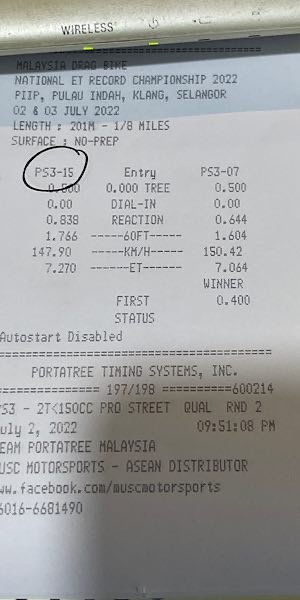 WIRELESS
MALAYSIA DRAG BIKE
NATIONAL ET RECORD CHAMPIONSHIP 2022
PIIP, PULAU INDAH, KLANG, SELANGOR
02 & 03 JULY 2022
LENGTH : 201M - 1/8 MILES
SURFACE : NO-PREP
PS3-15 Entry PS3-07
0.500 0.000 TREE 0.500
0.00 DIAL-IN 0.00
0.838 REACTION 0.644
1.766 -----60FT----- 1.604
147.90 -----KM/H----- 150.42
7.270 ------ET------ 7.064
WINNER
FIRST 0.400
STATUS
Autostart Disabled
=====================================
PORTATREE TIMING SYSTEMS, INC.
=============== 197/198 ==========600214
PS3 - 2T<150CC PRO STREET QUAL RND 2
uly 2, 2022 09:51:08 PM
EAM PORTATREE MALAYSIA
USC MOTORSPORTS - ASEAN DISTRIBUTOR
ww.facebook.com/muscmotorsports
6016-6681490